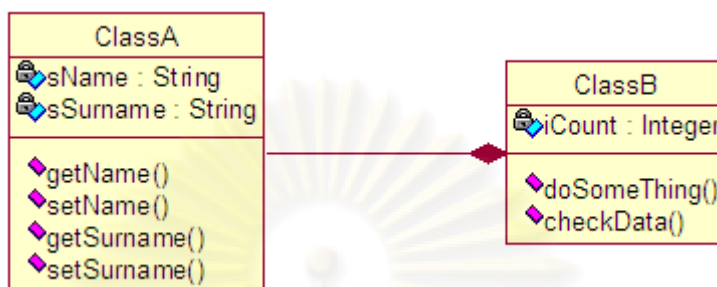 ClassA
sName : String
sSurname : String
getName()
setName()
getSurname()
setSurname()
ClassB
iCount : Integer
doSomeThing()
checkData()